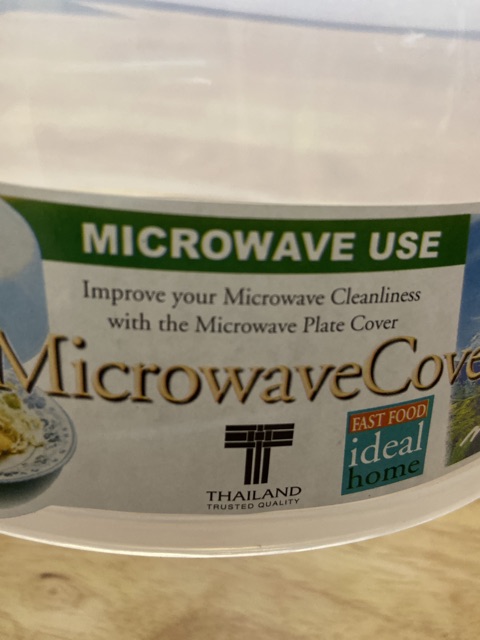 MICROWAVE USE
Improve your Microwave Cleanliness
with the Microwave Plate Cover
MicrowaveCove
FAST FOOD
ideal
home
THAILAND
TRUSTED QUALITY